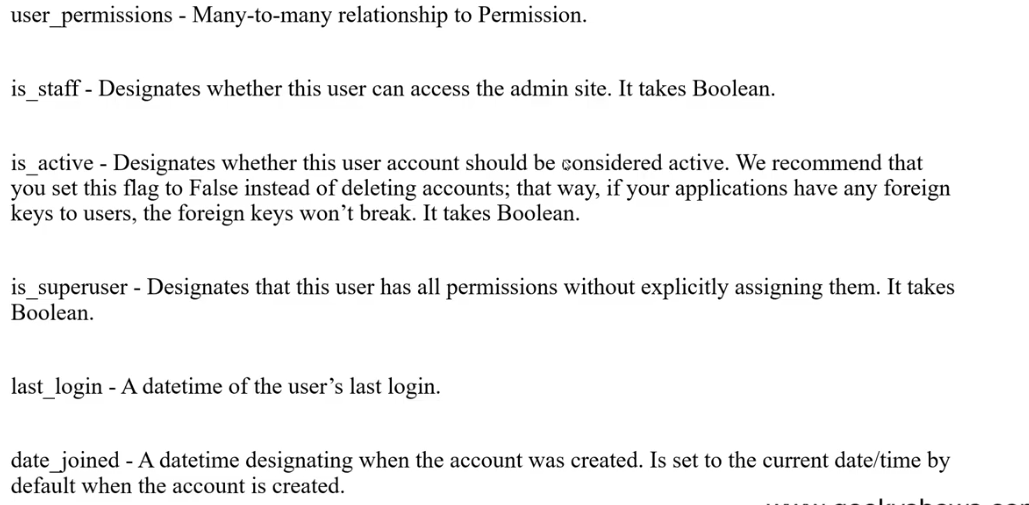 user_permissions - Many-to-many relationship to Permission.
is_staff - Designates whether this user can access the admin site. It takes Boolean.
is_active - Designates whether this user account should be considered active. We recommend that
you set this flag to False instead of deleting accounts; that way, if your applications have any foreign
keys to users, the foreign keys won’t break. It takes Boolean.
is_superuser - Designates that this user has all permissions without explicitly assigning them. It takes
Boolean.
last_login - A datetime of the user’s last login.
date_joined - A datetime designating when the account was created. Is set to the current date/time by
default when the account is created.